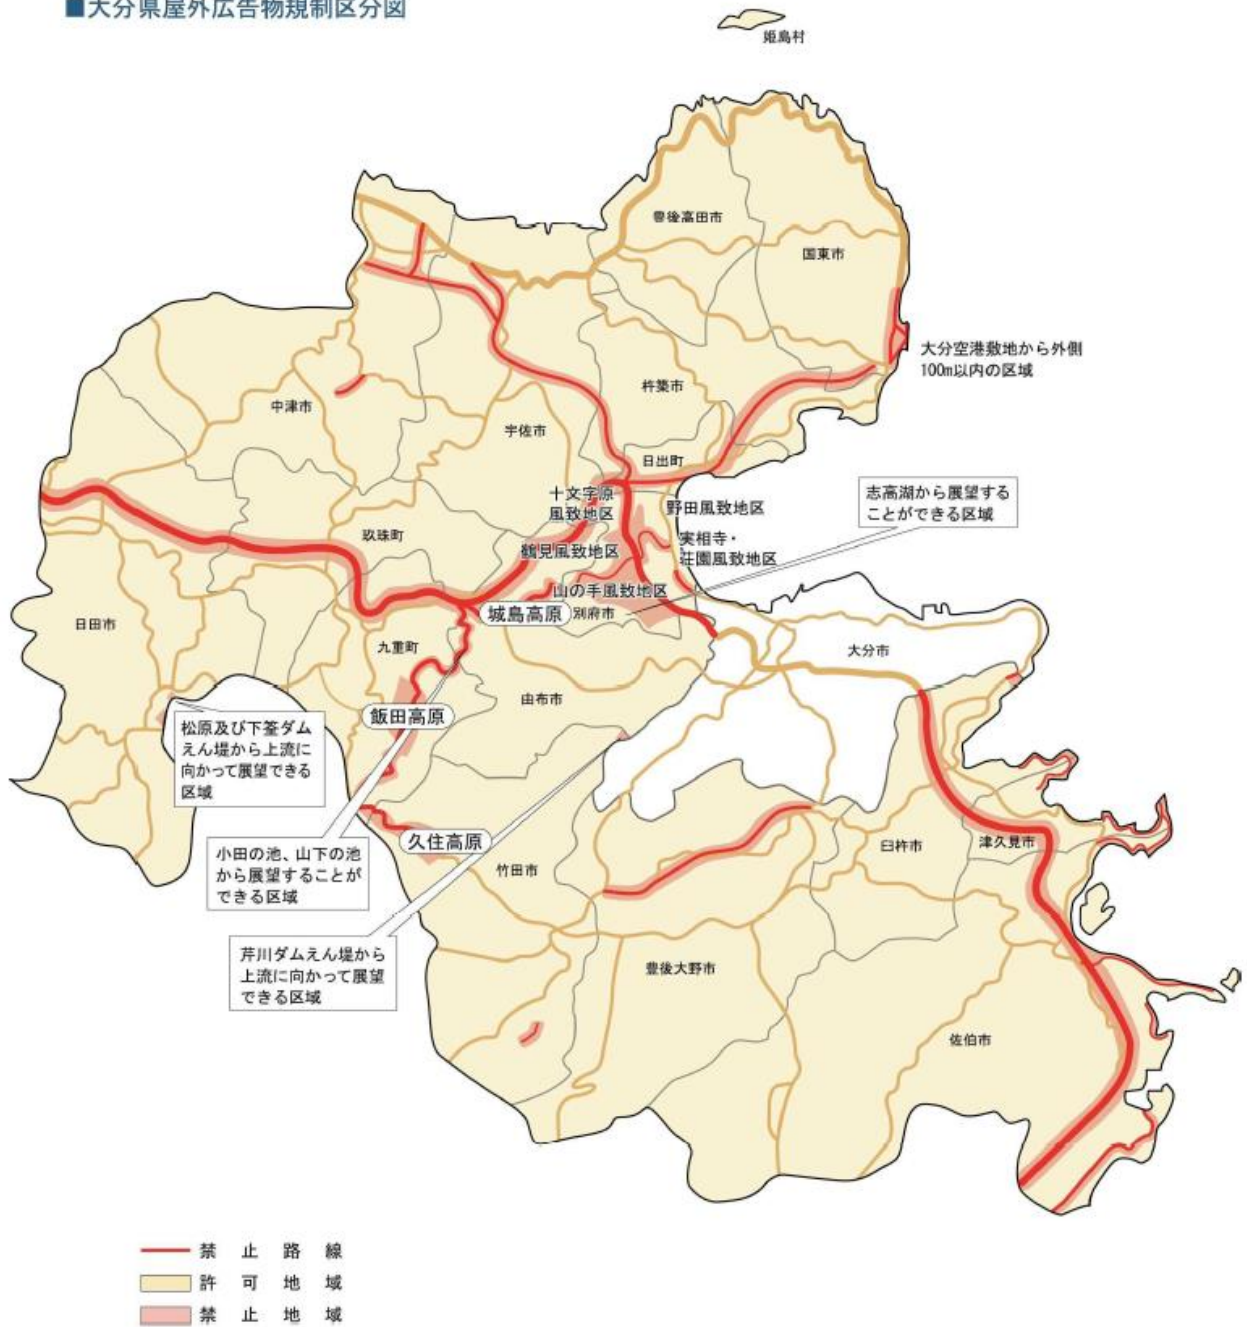 ■大分県屋外広告物規制区分図
姫島村
豊後高田市
国東市
大分空港敷地から外側
100m以内の区域
杵築市
中津市
宇佐市
日出町
志高湖から展望する
ことができる区域
十文字原
風致地区
野田風致地区
玖珠町
実相寺・
荘園風致地区
鶴見風致地区
山の手風致地区
城島高原
別府市
日田市
九重町
大分市
由布市
飯田高原
松原及び下筌ダム
えん堤から上流に
向かって展望できる
区域
久住高原
小田の池、山下の池
から展望することが
できる区域
竹田市
臼杵市
津久見市
芹川ダムえん堤から
上流に向かって展望
できる区域
豊後大野市
佐伯市
禁止路線
許可地域
禁止地域